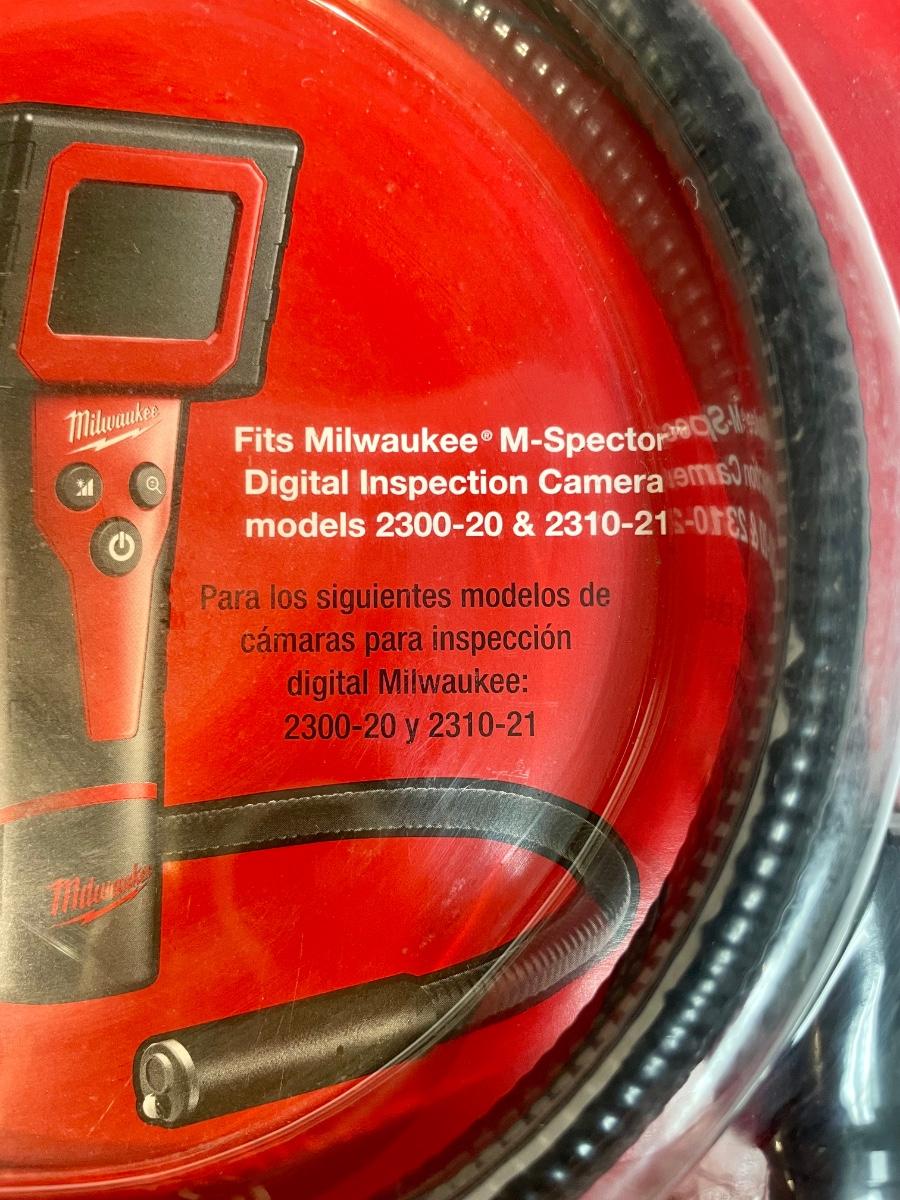 Milwaukee
Fits Milwaukee® M-Spector
Digital Inspection Camera
models 2300-20 & 2310-21
Para los siguientes modelos de
cámaras para inspección
digital Milwaukee:
2300-20 y 2310-21
Milwaukee